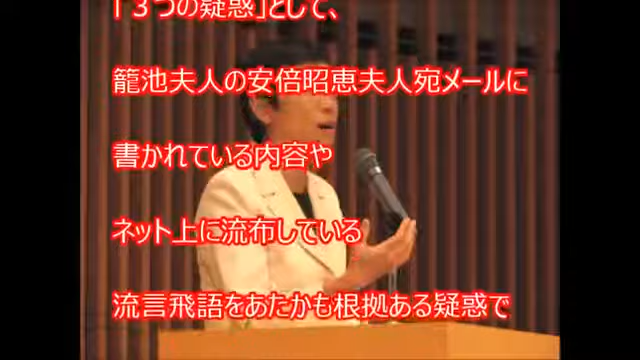 「３つの疑惑」として、
籠池夫人の安倍昭恵夫人宛メールに
書かれている内容や
ネット上に流布している
流言飛語をあたかも根拠ある疑惑で